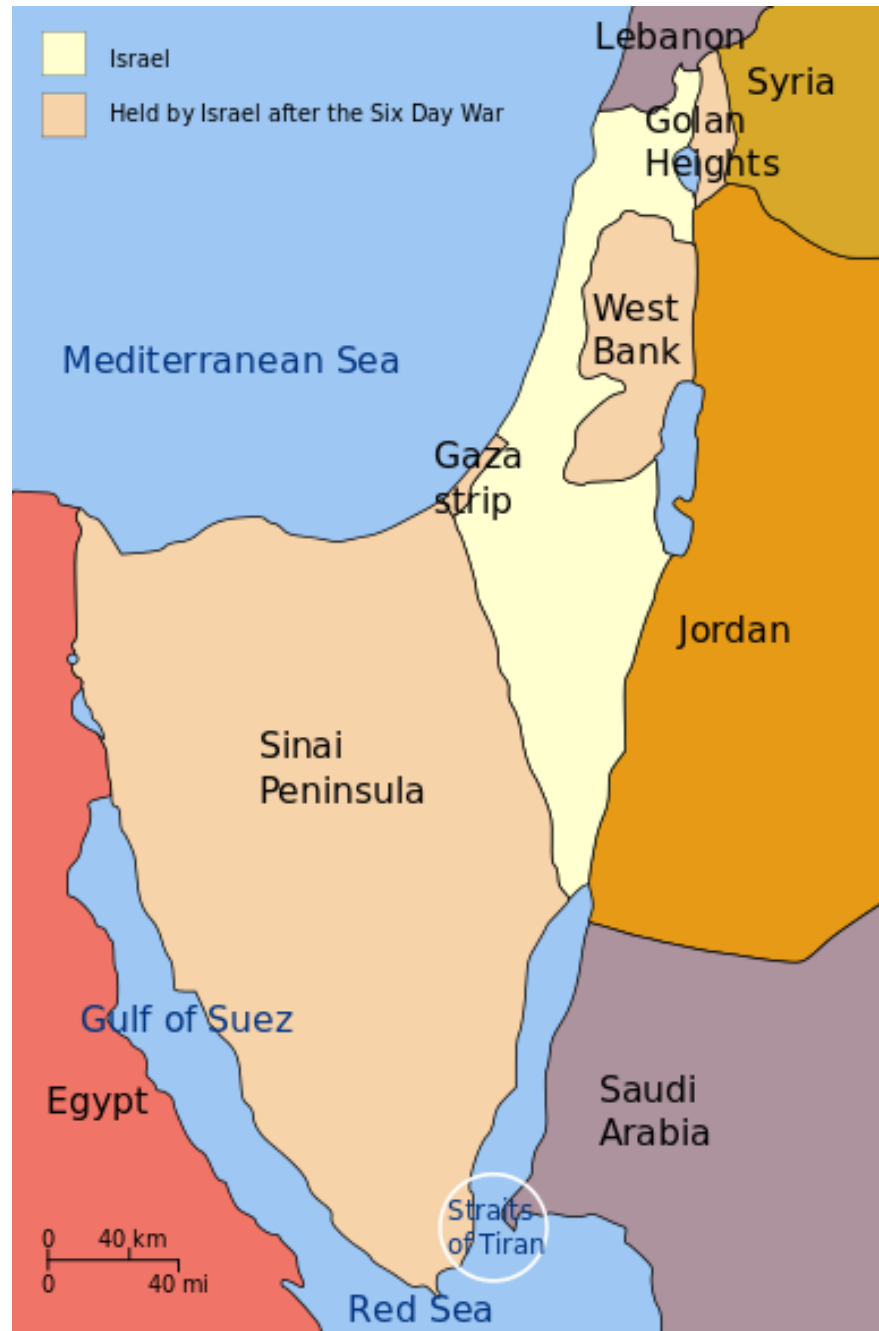 Lebanon
Israel
Syria
Held by Israel after the Six Day War
Golan
Heights
West
Bank
Mediterranean Sea
Gaza
strip
Jordan
Sinai
Peninsula
Gulf of Suez
Egypt
Saudi
Arabia
Straits
of Tiran
0 40 km
0 40 mi
Red Sea